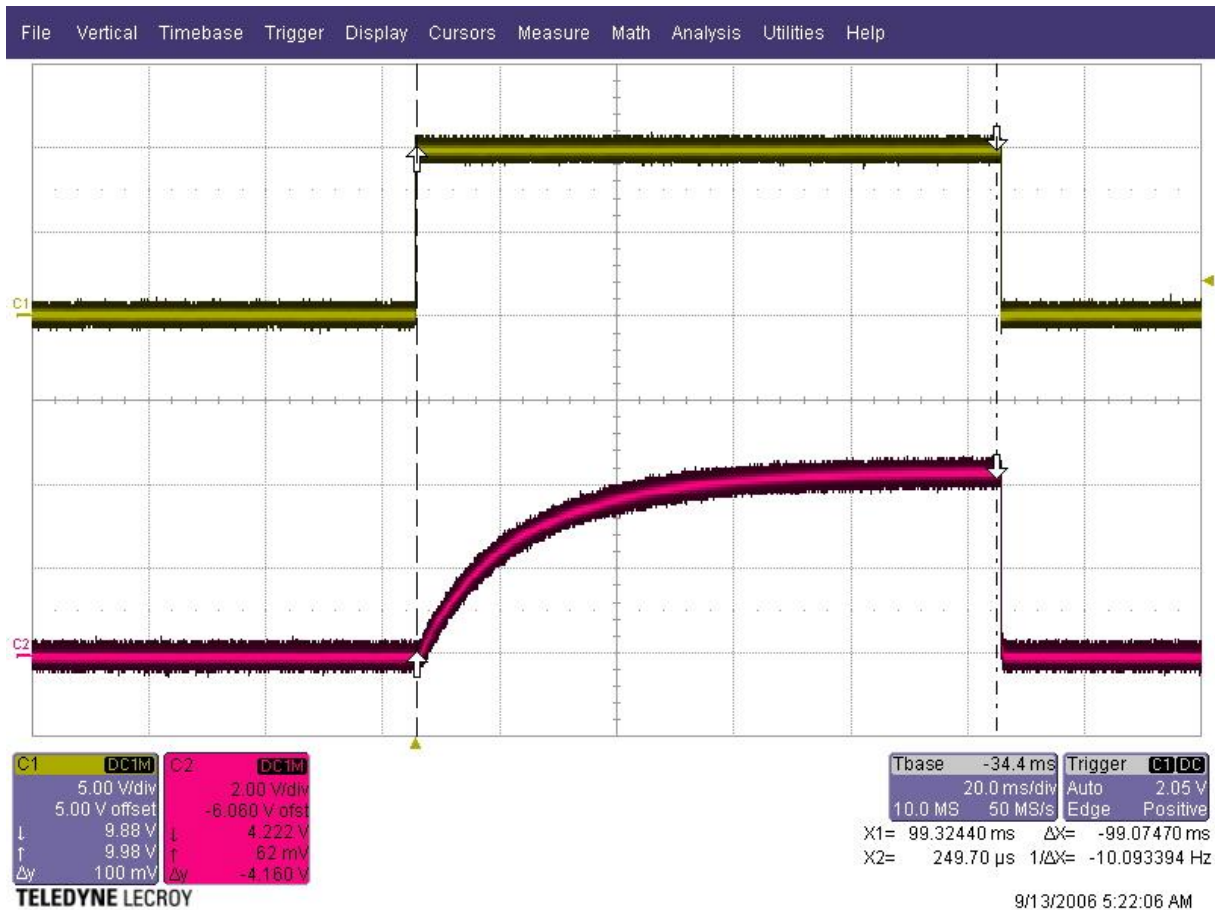 File Vertical Timebase Trigger Display Cursors Measure Math Analysis Utilities Help
C1
C2
C1 DC1M
5.00 V/div
5.00 V offset
↓ 9.88 V
↑ 9.98 V
Δy 100 mV
C2 DC1M
2.00 V/div
-6.060 V ofst
↓ 4.222 V
↑ 62 mV
Δy -4.160 V
Tbase -34.4 ms
20.0 ms/div
10.0 MS 50 MS/s
Trigger C1 DC
Auto 2.05 V
Edge Positive
X1= 99.32440 ms ΔX= -99.07470 ms
X2= 249.70 µs 1/ΔX= -10.093394 Hz
TELEDYNE LECROY
9/13/2006 5:22:06 AM